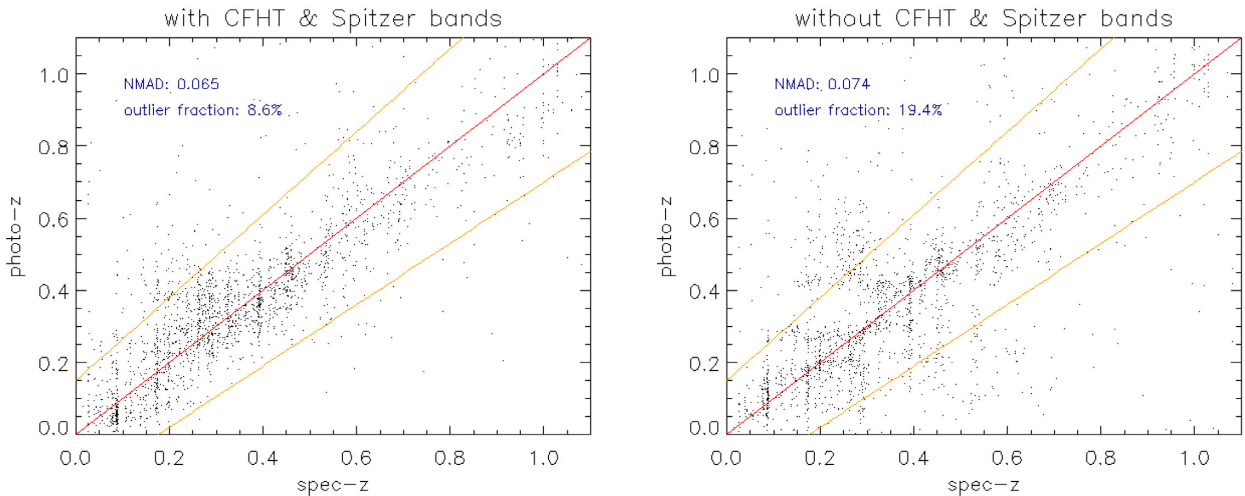 with CFHT & Spitzer bands
NMAD: 0.065
outlier fraction: 8.6%
photo-z
1.0
0.8
0.6
0.4
0.2
0.0
0.0 0.2 0.4 0.6 0.8 1.0
spec-z
without CFHT & Spitzer bands
NMAD: 0.074
outlier fraction: 19.4%
photo-z
1.0
0.8
0.6
0.4
0.2
0.0
0.0 0.2 0.4 0.6 0.8 1.0
spec-z